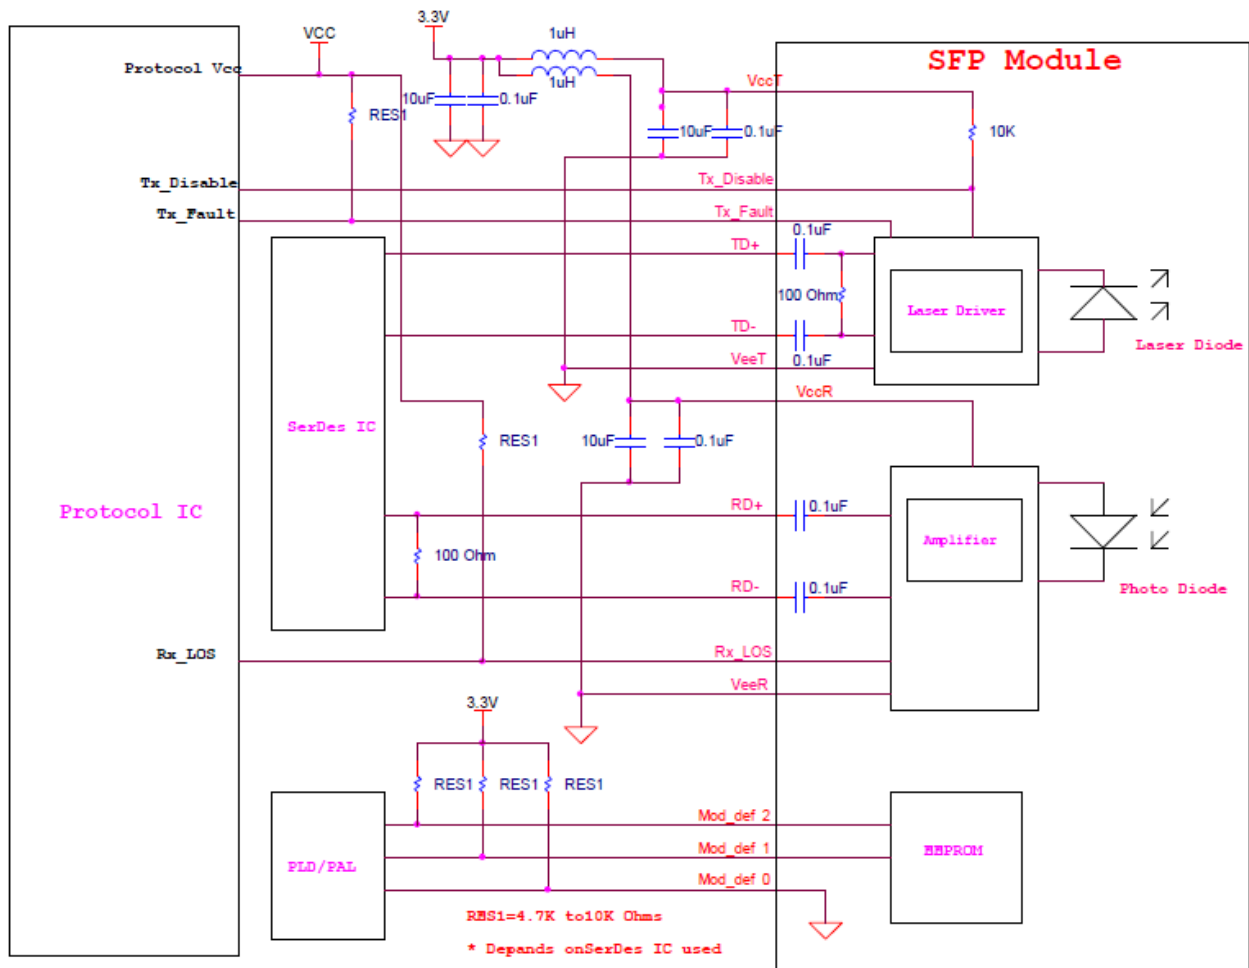 3.3V
1uH
VCC
SFP Module
Protocol Vcc
1uH
VccT
10uF
0.1uF
RES1
10uF
0.1uF
10K
Tx_Disable
Tx_Disable
Tx_Fault
Tx_Fault
0.1uF
TD+
100 Ohm
Laser Driver
TD-
Laser Diode
VeeT
0.1uF
VccR
SerDes IC
RES1
10uF
0.1uF
Protocol IC
RD+
0.1uF
Amplifier
100 Ohm
RD-
0.1uF
Photo Diode
Rx_LOS
Rx_LOS
VeeR
3.3V
RES1
RES1
RES1
Mod_def 2
Mod_def 1
EEPROM
PLD/PAL
Mod_def 0
RES1=4.7K to10K Ohms
* Depands onSerDes IC used